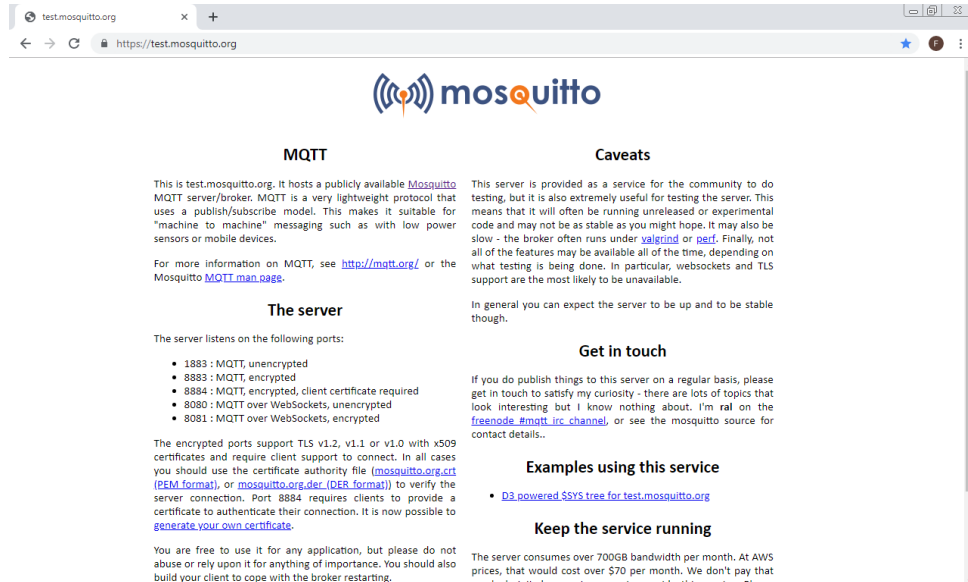 test.mosquitto.org
https://test.mosquitto.org
F
mosquitto
MQTT
This is test.mosquitto.org. It hosts a publicly available Mosquitto
MQTT server/broker. MQTT is a very lightweight protocol that
uses a publish/subscribe model. This makes it suitable for
"machine to machine" messaging such as with low power
sensors or mobile devices.
For more information on MQTT, see http://mqtt.org/ or the
Mosquitto MQTT man page.
The server
The server listens on the following ports:
• 1883 : MQTT, unencrypted
• 8883 : MQTT, encrypted
• 8884 : MQTT, encrypted, client certificate required
• 8080 : MQTT over WebSockets, unencrypted
• 8081 : MQTT over WebSockets, encrypted
The encrypted ports support TLS v1.2, v1.1 or v1.0 with x509
certificates and require client support to connect. In all cases
you should use the certificate authority file (mosquitto.org.crt
(PEM format), or mosquitto.org.der (DER format)) to verify the
server connection. Port 8884 requires clients to provide a
certificate to authenticate their connection. It is now possible to
generate your own certificate.
You are free to use it for any application, but please do not
abuse or rely upon it for anything of importance. You should also
build your client to cope with the broker restarting.
Caveats
This server is provided as a service for the community to do
testing, but it is also extremely useful for testing the server. This
means that it will often be running unreleased or experimental
code and may not be as stable as you might hope. It may also be
slow - the broker often runs under valgrind or perf. Finally, not
all of the features may be available all of the time, depending on
what testing is being done. In particular, websockets and TLS
support are the most likely to be unavailable.
In general you can expect the server to be up and to be stable
though.
Get in touch
If you do publish things to this server on a regular basis, please
get in touch to satisfy my curiosity - there are lots of topics that
look interesting but I know nothing about. I'm ral on the
freenode #mqtt irc channel, or see the mosquitto source for
contact details..
Examples using this service
• D3 powered $SYS tree for test.mosquitto.org
Keep the service running
The server consumes over 700GB bandwidth per month. At AWS
prices, that would cost over $70 per month. We don't pay that